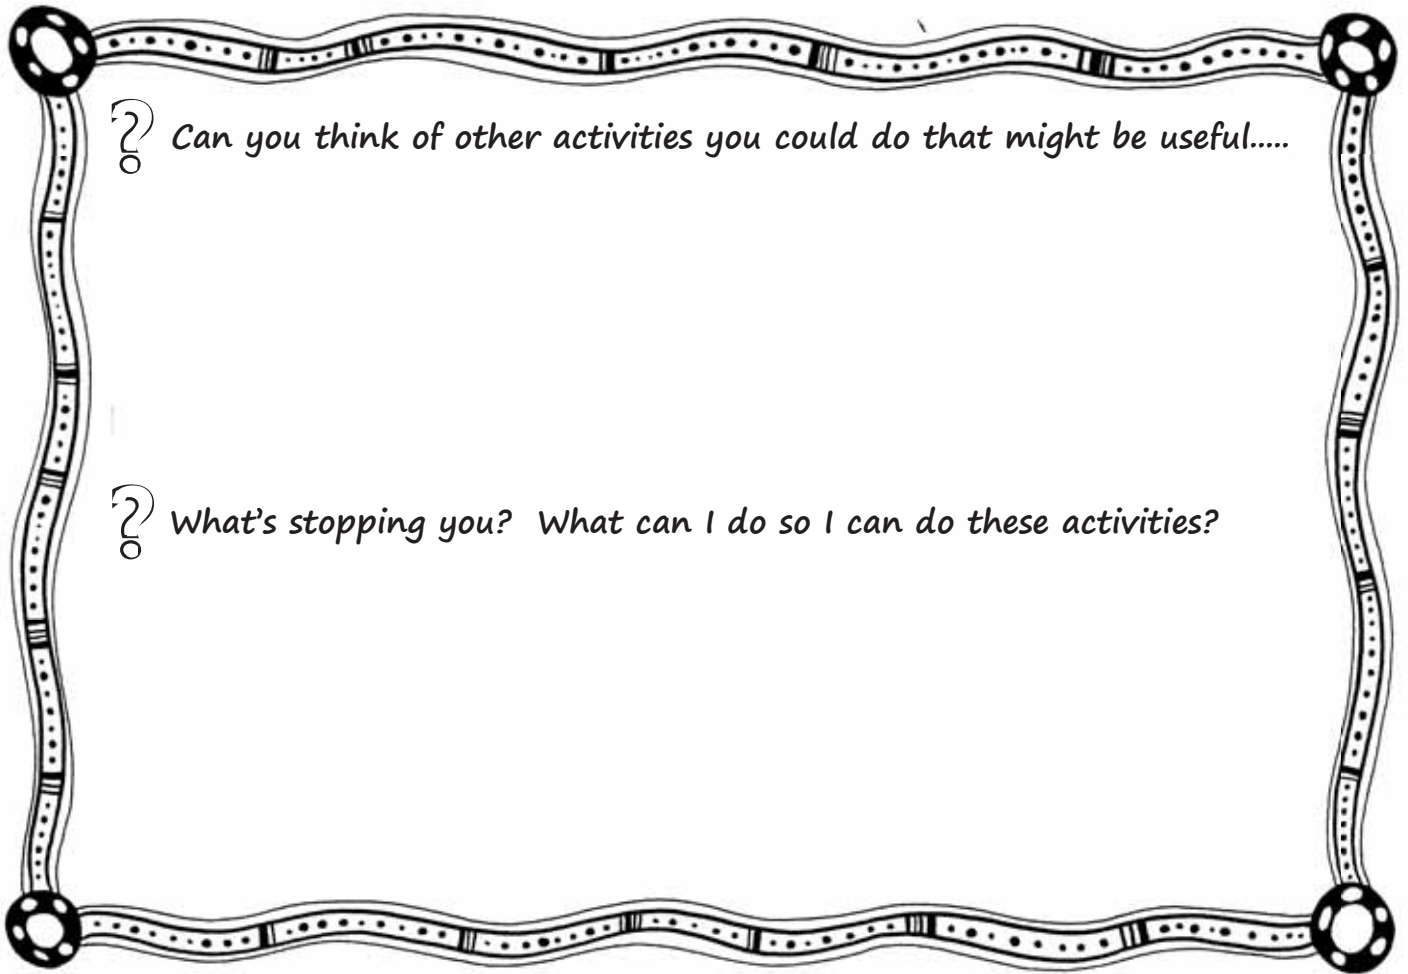 ? Can you think of other activities you could do that might be useful.....
? What's stopping you?  What can I do so I can do these activities?